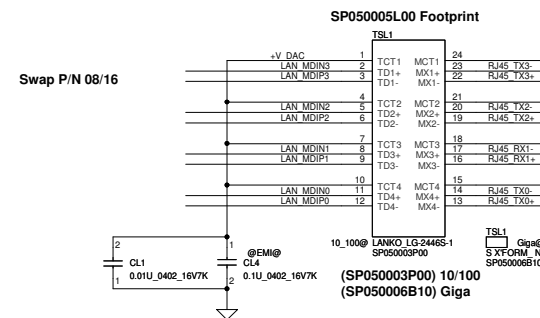 SP050005L00 Footprint
TSL1
Swap P/N 08/16
+V_DAC 1 TCT1 MCT1 24
LAN_MDIN3 2 TD1+ MX1+ 23 RJ45_TX3-
LAN_MDIP3 3 TD1- MX1- 22 RJ45_TX3+
4 TCT2 MCT2 21
LAN_MDIN2 5 TD2+ MX2+ 20 RJ45_TX2-
LAN_MDIP2 6 TD2- MX2- 19 RJ45_TX2+
7 TCT3 MCT3 18
LAN_MDIN1 8 TD3+ MX3+ 17 RJ45_RX1-
LAN_MDIP1 9 TD3- MX3- 16 RJ45_RX1+
10 TCT4 MCT4 15
LAN_MDIN0 11 TD4+ MX4+ 14 RJ45_TX0-
LAN_MDIP0 12 TD4- MX4- 13 RJ45_TX0+
10_100@ LANKO_LG-2446S-1
SP050003P00
TSL1
Giga@
S X'FORM_
SP050006B10
2
CL1
0.01U_0402_16V7K
1
1 @EMI@
CL4
0.1U_0402_16V7K
2
(SP050003P00) 10/100
(SP050006B10) Giga